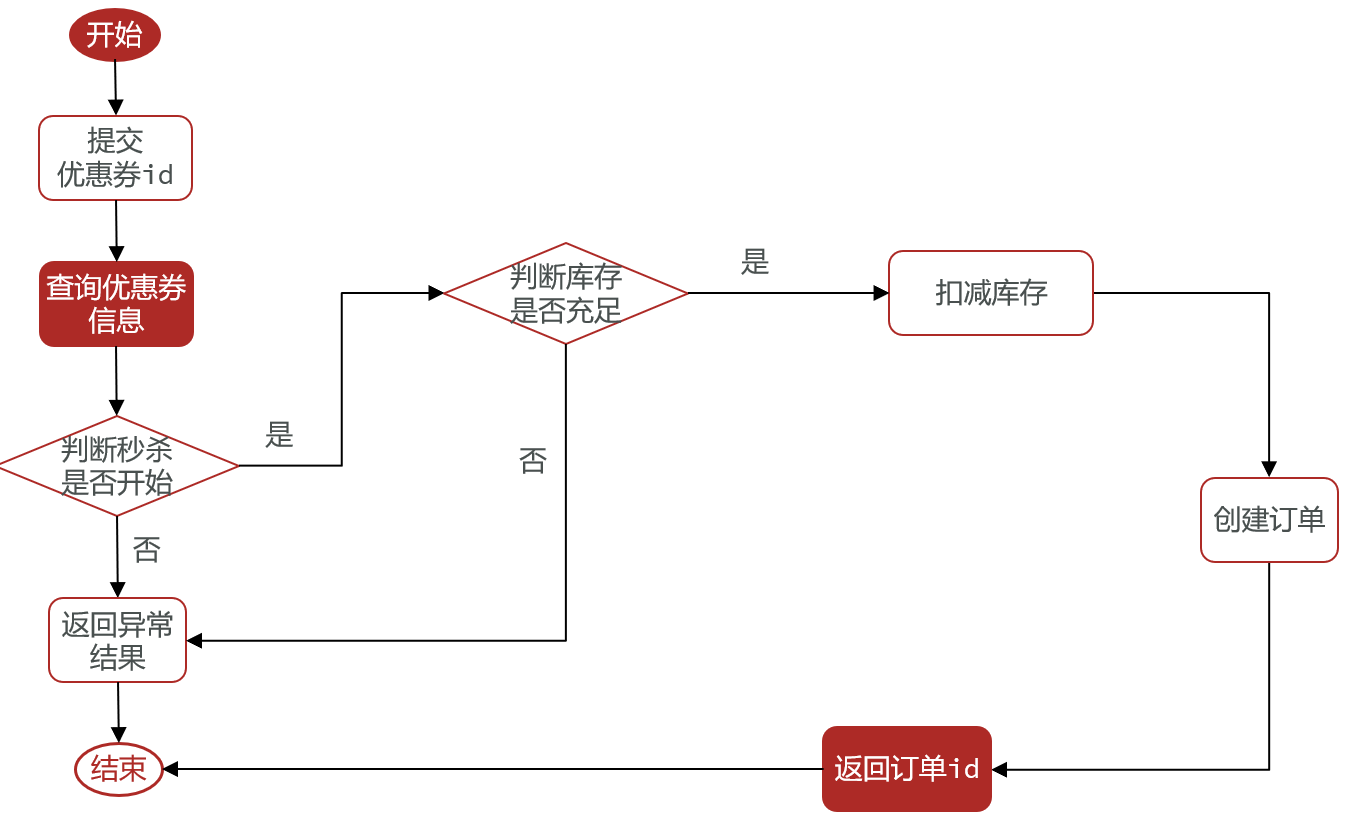 开始
提交
优惠券id
查询优惠券
信息
判断秒杀
是否开始
是
否
判断库存
是否充足
是
否
扣减库存
创建订单
返回异常
结果
返回订单id
结束